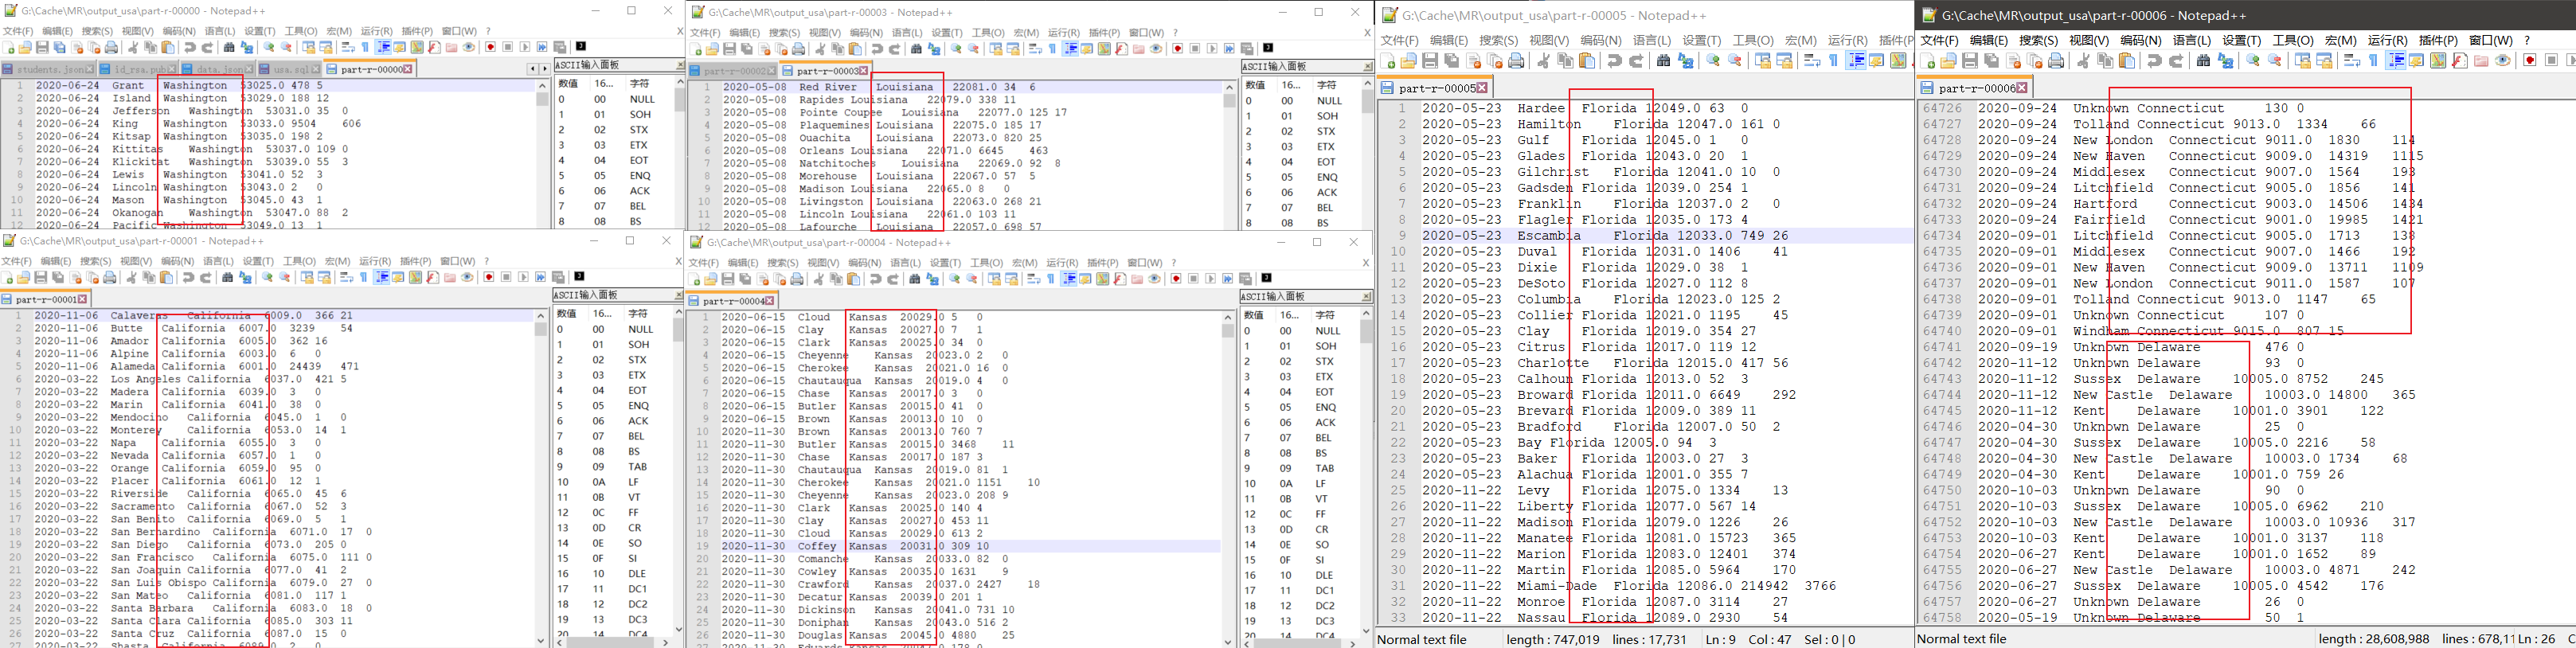 G:\Cache\MR\output_usa\part-r-00000 - Notepad++
文件(F) 编辑(E) 搜索(S) 视图(V) 编码(N) 语言(L) 设置(T) 工具(O) 宏(M) 运行(R) 插件(P) 窗口(W) ? X
students.json id_rsa.pub data.json usa.sql part-r-00000
1 2020-06-24 Grant Washington 53025.0 478 5
2 2020-06-24 Island Washington 53029.0 188 12
3 2020-06-24 Jefferson Washington 53031.0 35 0
4 2020-06-24 King Washington 53033.0 9504 606
5 2020-06-24 Kitsap Washington 53035.0 198 2
6 2020-06-24 Kittitas Washington 53037.0 109 0
7 2020-06-24 Klickitat Washington 53039.0 55 3
8 2020-06-24 Lewis Washington 53041.0 52 3
9 2020-06-24 Lincoln Washington 53043.0 2 0
10 2020-06-24 Mason Washington 53045.0 43 1
11 2020-06-24 Okanogan Washington 53047.0 88 2
2020-06-24 Pacific Washington 53049.0 13 1
ASCII输入面板
数值 16... 字符
0 00 NULL
1 01 SOH
2 02 STX
3 03 ETX
4 04 EOT
5 05 ENQ
6 06 ACK
7 07 BEL
8 08 BS
G:\Cache\MR\output_usa\part-r-00001 - Notepad++
文件(F) 编辑(E) 搜索(S) 视图(V) 编码(N) 语言(L) 设置(T) 工具(O) 宏(M) 运行(R) 插件(P) 窗口(W) ? X
part-r-00001
1 2020-11-06 Calaveras California 6009.0 366 21
2 2020-11-06 Butte California 6007.0 3239 54
3 2020-11-06 Amador California 6005.0 362 16
4 2020-11-06 Alpine California 6003.0 6 0
5 2020-11-06 Alameda California 6001.0 24439 471
6 2020-03-22 Los Angeles California 6037.0 421 5
7 2020-03-22 Madera California 6039.0 3 0
8 2020-03-22 Marin California 6041.0 38 0
9 2020-03-22 Mendocino California 6045.0 1 0
10 2020-03-22 Monterey California 6053.0 14 1
11 2020-03-22 Napa California 6055.0 3 0
12 2020-03-22 Nevada California 6057.0 1 0
13 2020-03-22 Orange California 6059.0 95 0
14 2020-03-22 Placer California 6061.0 12 1
15 2020-03-22 Riverside California 6065.0 45 6
16 2020-03-22 Sacramento California 6067.0 52 3
17 2020-03-22 San Benito California 6069.0 5 1
18 2020-03-22 San Bernardino California 6071.0 17 0
19 2020-03-22 San Diego California 6073.0 205 0
20 2020-03-22 San Francisco California 6075.0 111 0
21 2020-03-22 San Joaquin California 6077.0 41 2
22 2020-03-22 San Luis Obispo California 6079.0 27 0
23 2020-03-22 San Mateo California 6081.0 117 1
24 2020-03-22 Santa Barbara California 6083.0 18 0
25 2020-03-22 Santa Clara California 6085.0 303 11
26 2020-03-22 Santa Cruz California 6087.0 15 0
27 2020-03-22 Shasta California 6089.0 2 0
ASCII输入面板
数值 16... 字符
0 00 NULL
1 01 SOH
2 02 STX
3 03 ETX
4 04 EOT
5 05 ENQ
6 06 ACK
7 07 BEL
8 08 BS
9 09 TAB
10 0A LF
11 0B VT
12 0C FF
13 0D CR
14 0E SO
15 0F SI
16 10 DLE
17 11 DC1
18 12 DC2
19 13 DC3
20 14 DC4
G:\Cache\MR\output_usa\part-r-00003 - Notepad++
文件(F) 编辑(E) 搜索(S) 视图(V) 编码(N) 语言(L) 设置(T) 工具(O) 宏(M) 运行(R) 插件(P) 窗口(W) ? X
part-r-00002 part-r-00003
1 2020-05-08 Red River Louisiana 22081.0 34 6
2 2020-05-08 Rapides Louisiana 22079.0 338 11
3 2020-05-08 Pointe Coupee Louisiana 22077.0 125 17
4 2020-05-08 Plaquemines Louisiana 22075.0 185 17
5 2020-05-08 Ouachita Louisiana 22073.0 820 25
6 2020-05-08 Orleans Louisiana 22071.0 6645 463
7 2020-05-08 Natchitoches Louisiana 22069.0 92 8
8 2020-05-08 Morehouse Louisiana 22067.0 57 5
9 2020-05-08 Madison Louisiana 22065.0 8 0
10 2020-05-08 Livingston Louisiana 22063.0 268 21
11 2020-05-08 Lincoln Louisiana 22061.0 103 11
12 2020-05-08 Lafourche Louisiana 22057.0 698 57
ASCII输入面板
数值 16... 字符
0 00 NULL
1 01 SOH
2 02 STX
3 03 ETX
4 04 EOT
5 05 ENQ
6 06 ACK
7 07 BEL
8 08 BS
G:\Cache\MR\output_usa\part-r-00004 - Notepad++
文件(F) 编辑(E) 搜索(S) 视图(V) 编码(N) 语言(L) 设置(T) 工具(O) 宏(M) 运行(R) 插件(P) 窗口(W) ? X
part-r-00004
1 2020-06-15 Cloud Kansas 20029.0 5 0
2 2020-06-15 Clay Kansas 20027.0 7 1
3 2020-06-15 Clark Kansas 20025.0 34 0
4 2020-06-15 Cheyenne Kansas 20023.0 2 0
5 2020-06-15 Cherokee Kansas 20021.0 16 0
6 2020-06-15 Chautauqua Kansas 20019.0 4 0
7 2020-06-15 Chase Kansas 20017.0 3 0
8 2020-06-15 Butler Kansas 20015.0 41 0
9 2020-06-15 Brown Kansas 20013.0 10 0
10 2020-11-30 Brown Kansas 20013.0 760 7
11 2020-11-30 Butler Kansas 20015.0 3468 11
12 2020-11-30 Chase Kansas 20017.0 187 3
13 2020-11-30 Chautauqua Kansas 20019.0 81 1
14 2020-11-30 Cherokee Kansas 20021.0 1151 10
15 2020-11-30 Cheyenne Kansas 20023.0 208 9
16 2020-11-30 Clark Kansas 20025.0 140 4
17 2020-11-30 Clay Kansas 20027.0 453 11
18 2020-11-30 Cloud Kansas 20029.0 613 2
19 2020-11-30 Coffey Kansas 20031.0 309 10
20 2020-11-30 Comanche Kansas 20033.0 82 0
21 2020-11-30 Cowley Kansas 20035.0 1631 9
22 2020-11-30 Crawford Kansas 20037.0 2427 18
23 2020-11-30 Decatur Kansas 20039.0 201 1
24 2020-11-30 Dickinson Kansas 20041.0 731 10
25 2020-11-30 Doniphan Kansas 20043.0 516 2
26 2020-11-30 Douglas Kansas 20045.0 4880 25
27 2020-11-30 Edwards Kansas 20047.0 178 0
ASCII输入面板
数值 16... 字符
0 00 NULL
1 01 SOH
2 02 STX
3 03 ETX
4 04 EOT
5 05 ENQ
6 06 ACK
7 07 BEL
8 08 BS
9 09 TAB
10 0A LF
11 0B VT
12 0C FF
13 0D CR
14 0E SO
15 0F SI
16 10 DLE
17 11 DC1
18 12 DC2
19 13 DC3
20 14 DC4
G:\Cache\MR\output_usa\part-r-00005 - Notepad++
文件(F) 编辑(E) 搜索(S) 视图(V) 编码(N) 语言(L) 设置(T) 工具(O) 宏(M) 运行(R) 插件(P
part-r-00005
1 2020-05-23 Hardee Florida 12049.0 63 0
2 2020-05-23 Hamilton Florida 12047.0 161 0
3 2020-05-23 Gulf Florida 12045.0 1 0
4 2020-05-23 Glades Florida 12043.0 20 1
5 2020-05-23 Gilchrist Florida 12041.0 10 0
6 2020-05-23 Gadsden Florida 12039.0 254 1
7 2020-05-23 Franklin Florida 12037.0 2 0
8 2020-05-23 Flagler Florida 12035.0 173 4
9 2020-05-23 Escambia Florida 12033.0 749 26
10 2020-05-23 Duval Florida 12031.0 1406 41
11 2020-05-23 Dixie Florida 12029.0 38 1
12 2020-05-23 DeSoto Florida 12027.0 112 8
13 2020-05-23 Columbia Florida 12023.0 125 2
14 2020-05-23 Collier Florida 12021.0 1195 45
15 2020-05-23 Clay Florida 12019.0 354 27
16 2020-05-23 Citrus Florida 12017.0 119 12
17 2020-05-23 Charlotte Florida 12015.0 417 56
18 2020-05-23 Calhoun Florida 12013.0 52 3
19 2020-05-23 Broward Florida 12011.0 6649 292
20 2020-05-23 Brevard Florida 12009.0 389 11
21 2020-05-23 Bradford Florida 12007.0 50 2
22 2020-05-23 Bay Florida 12005.0 94 3
23 2020-05-23 Baker Florida 12003.0 27 3
24 2020-05-23 Alachua Florida 12001.0 355 7
25 2020-11-22 Levy Florida 12075.0 1334 13
26 2020-11-22 Liberty Florida 12077.0 567 14
27 2020-11-22 Madison Florida 12079.0 1226 26
28 2020-11-22 Manatee Florida 12081.0 15723 365
29 2020-11-22 Marion Florida 12083.0 12401 374
30 2020-11-22 Martin Florida 12085.0 5964 170
31 2020-11-22 Miami-Dade Florida 12086.0 214942 3766
32 2020-11-22 Monroe Florida 12087.0 3114 27
33 2020-11-22 Nassau Florida 12089.0 2930 54
Normal text file length : 747,019 lines : 17,731 Ln : 9 Col : 47 Sel : 0 | 0
G:\Cache\MR\output_usa\part-r-00006 - Notepad++
文件(F) 编辑(E) 搜索(S) 视图(V) 编码(N) 语言(L) 设置(T) 工具(O) 宏(M) 运行(R) 插件(P) 窗口(W) ?
part-r-00006
64726 2020-09-24 Unknown Connecticut 130 0
64727 2020-09-24 Tolland Connecticut 9013.0 1334 66
64728 2020-09-24 New London Connecticut 9011.0 1830 114
64729 2020-09-24 New Haven Connecticut 9009.0 14319 1115
64730 2020-09-24 Middlesex Connecticut 9007.0 1564 193
64731 2020-09-24 Litchfield Connecticut 9005.0 1856 141
64732 2020-09-24 Hartford Connecticut 9003.0 14506 1434
64733 2020-09-24 Fairfield Connecticut 9001.0 19985 1421
64734 2020-09-01 Litchfield Connecticut 9005.0 1713 138
64735 2020-09-01 Middlesex Connecticut 9007.0 1466 192
64736 2020-09-01 New Haven Connecticut 9009.0 13711 1109
64737 2020-09-01 New London Connecticut 9011.0 1587 107
64738 2020-09-01 Tolland Connecticut 9013.0 1147 65
64739 2020-09-01 Unknown Connecticut 107 0
64740 2020-09-01 Windham Connecticut 9015.0 807 15
64741 2020-09-19 Unknown Delaware 476 0
64742 2020-11-12 Unknown Delaware 93 0
64743 2020-11-12 Sussex Delaware 10005.0 8752 245
64744 2020-11-12 New Castle Delaware 10003.0 14800 365
64745 2020-11-12 Kent Delaware 10001.0 3901 122
64746 2020-04-30 Unknown Delaware 25 0
64747 2020-04-30 Sussex Delaware 10005.0 2216 58
64748 2020-04-30 New Castle Delaware 10003.0 1734 68
64749 2020-04-30 Kent Delaware 10001.0 759 26
64750 2020-10-03 Unknown Delaware 90 0
64751 2020-10-03 Sussex Delaware 10005.0 6962 210
64752 2020-10-03 New Castle Delaware 10003.0 10936 317
64753 2020-10-03 Kent Delaware 10001.0 3137 118
64754 2020-06-27 Kent Delaware 10001.0 1652 89
64755 2020-06-27 New Castle Delaware 10003.0 4871 242
64756 2020-06-27 Sussex Delaware 10005.0 4542 176
64757 2020-06-27 Unknown Delaware 26 0
64758 2020-05-19 Unknown Delaware 50 1
Normal text file length : 28,608,988 lines : 678,11 Ln : 26 C